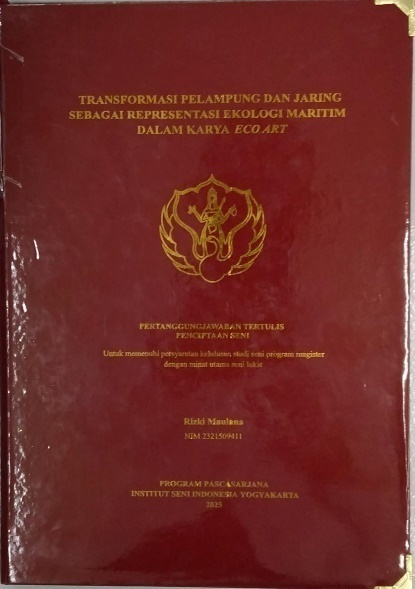 TRANSFORMASI PELAMPUNG DAN JARING
SEBAGAI REPRESENTASI EKOLOGI MARITIM
DALAM KARYA ECO ART
PERTANGGUNGJAWABAN TERTULIS
PENCIPTAAN SENI
Untuk memenuhi persyaratan kelulusan studi seni program magister
dengan minat utama seni lukis
Rizki Maulana
NIM 2321569411
PROGRAM PASCASARJANA
INSTITUT SENI INDONESIA YOGYAKARTA
2025